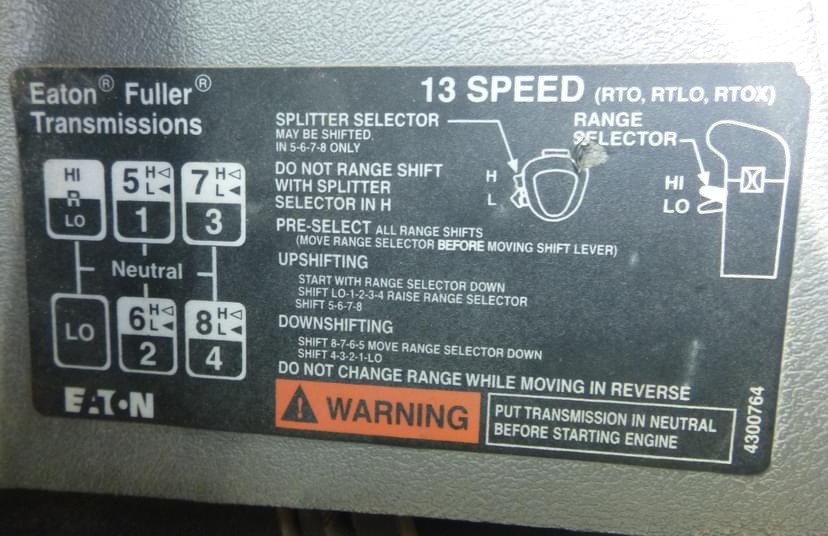 Eaton® Fuller®
Transmissions
13 SPEED (RTO, RTLO, RTOX)
HI
R
LO
5 H
L
1
7 H
L
3
Neutral
LO
6 H
L
2
8 H
L
4
EATON
SPLITTER SELECTOR
MAY BE SHIFTED
IN 5-6-7-8 ONLY
H
L
RANGE
SELECTOR
HI
LO
DO NOT RANGE SHIFT
WITH SPLITTER
SELECTOR IN H
PRE-SELECT ALL RANGE SHIFTS
(MOVE RANGE SELECTOR BEFORE MOVING SHIFT LEVER)
UPSHIFTING
START WITH RANGE SELECTOR DOWN
SHIFT LO-1-2-3-4 RAISE RANGE SELECTOR
SHIFT 5-6-7-8
DOWNSHIFTING
SHIFT 8-7-6-5 MOVE RANGE SELECTOR DOWN
SHIFT 4-3-2-1-LO
DO NOT CHANGE RANGE WHILE MOVING IN REVERSE
WARNING
PUT TRANSMISSION IN NEUTRAL
BEFORE STARTING ENGINE
4300764